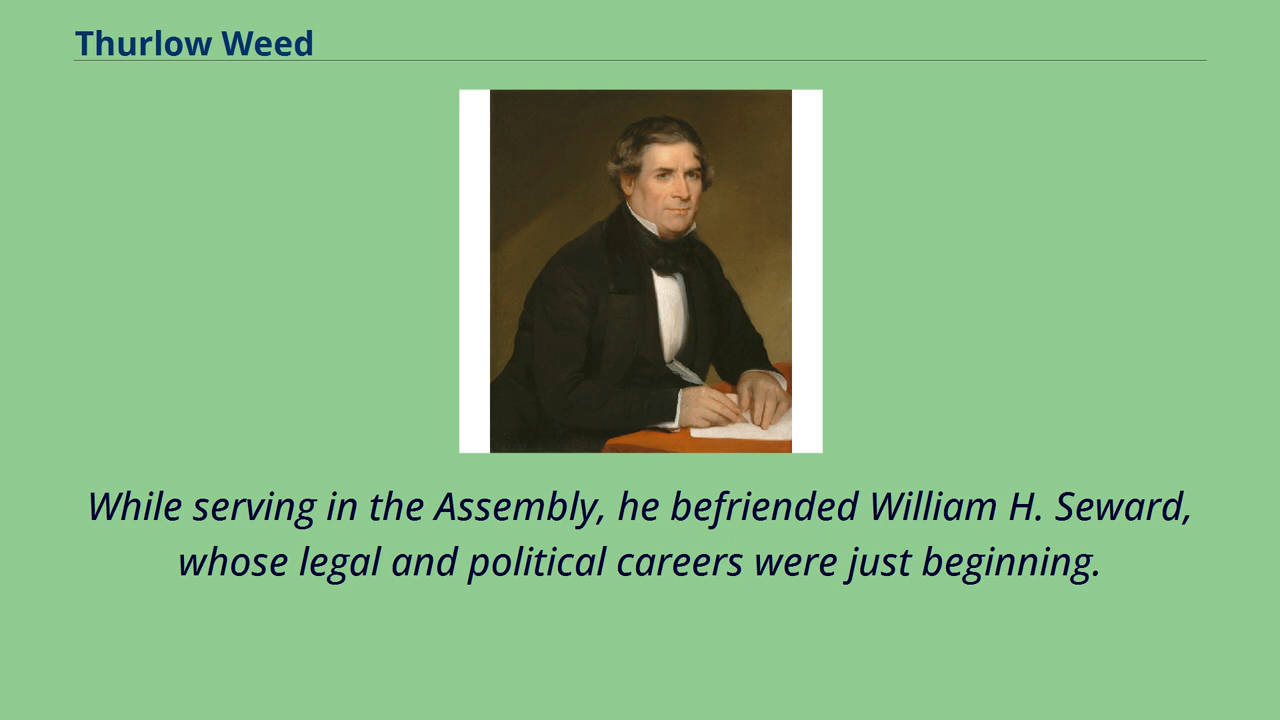 Thurlow Weed
While serving in the Assembly, he befriended William H. Seward,
whose legal and political careers were just beginning.